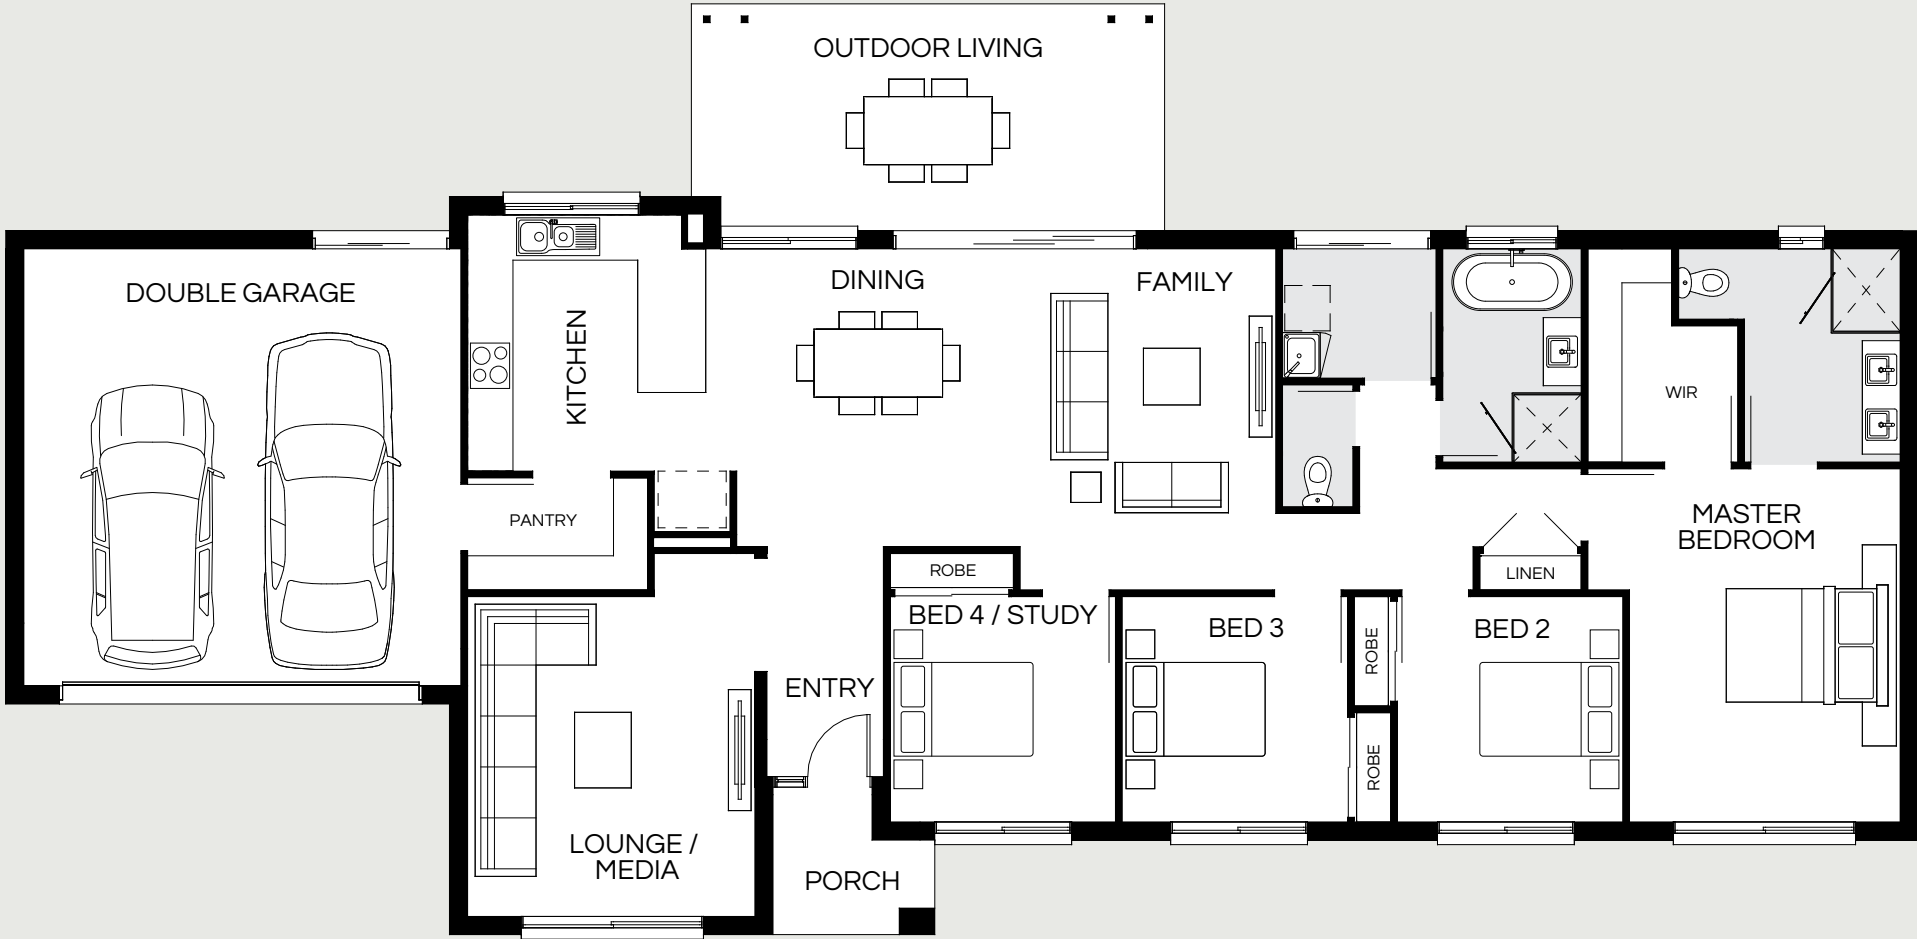 OUTDOOR LIVING
DOUBLE GARAGE
KITCHEN
DINING
FAMILY
WIR
PANTRY
MASTER
BEDROOM
ROBE
LINEN
BED 4 / STUDY
BED 3
ROBE
BED 2
ENTRY
ROBE
LOUNGE /
MEDIA
PORCH